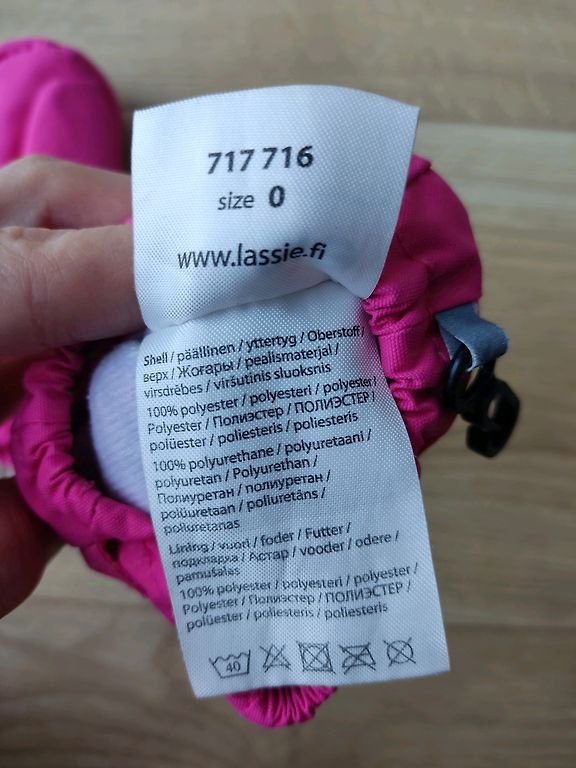 717 716
size 0
www.lassie.fi
Shell / päällinen / yttertyg / Oberstoff /
верх / Жоғары / pealismaterjal /
virsdrēbes / viršutinis sluoksnis
100% polyester / polyesteri / polyester /
Polyester / Полиэстер / ПОЛИЭСТЕР /
polüester / poliesteris / poliesteris
100% polyurethane / polyuretaani /
polyuretan / Polyurethan /
Полиуретан / полиуретан /
polüuretaan / poliuretāns /
poliuretanas
Lining / vuori / foder / Futter /
подкладка / Астар / vooder / odere /
pamušalas
100% polyester / polyesteri / polyester /
Polyester / Полиэстер / ПОЛИЭСТЕР /
polüester / poliesteris / poliesteris
40